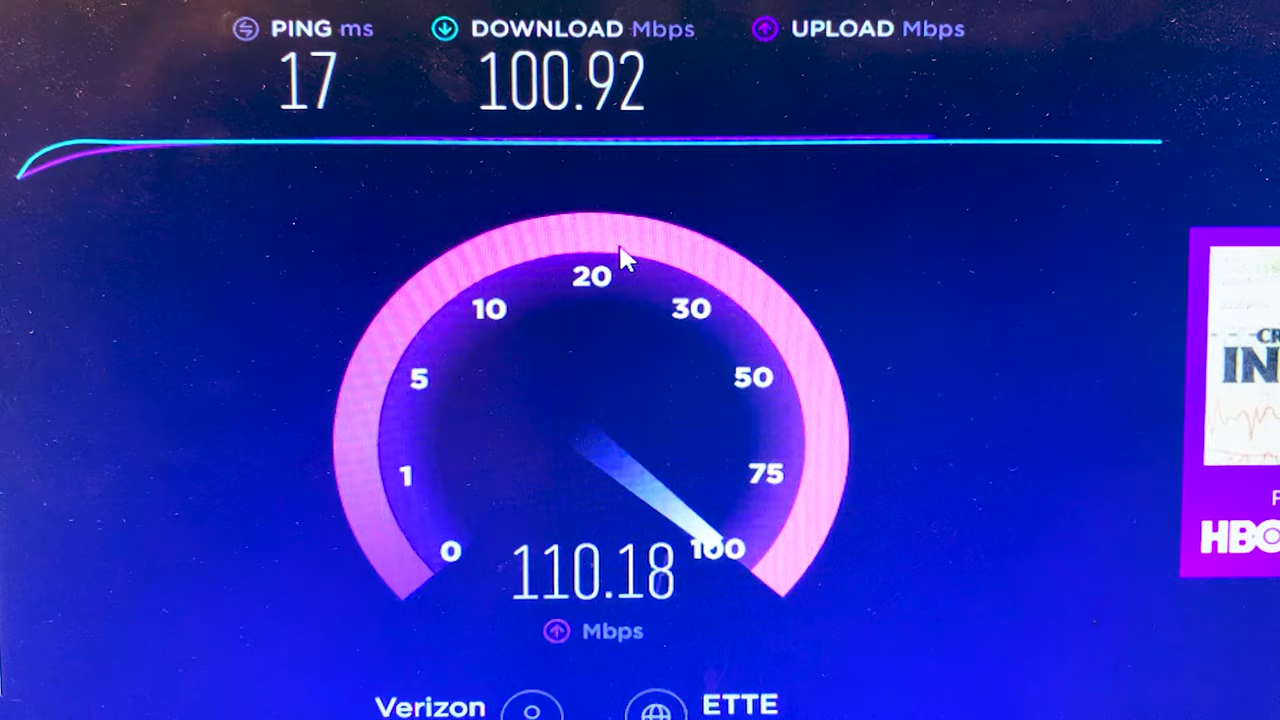 PING ms
DOWNLOAD Mbps
UPLOAD Mbps
17
100.92
20
10
30
5
50
1
75
0
100
110.18
Mbps
IN
HBO
Verizon
ETTE